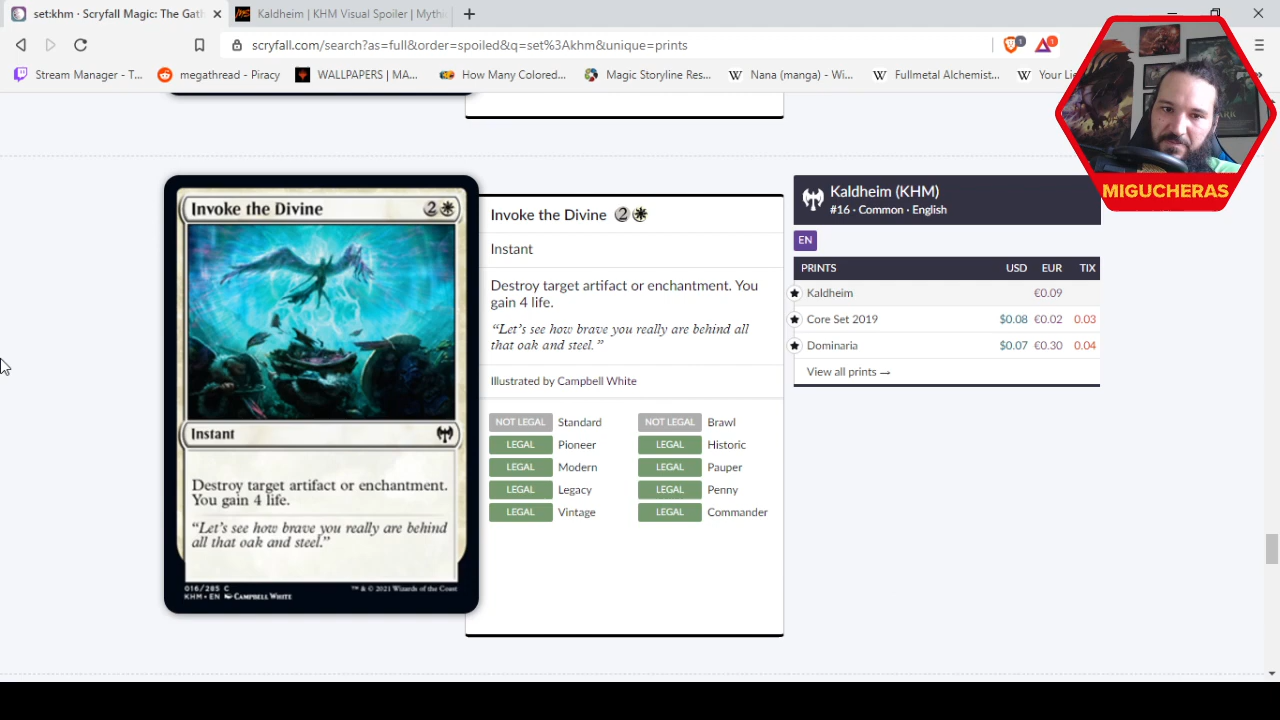 set:khm · Scryfall Magic: The Gath
Kaldheim | KHM Visual Spoiler | Mythi
scryfall.com/search?as=full&order=spoiled&q=set%3Akhm&unique=prints
1
1
Stream Manager - T...
megathread - Piracy
WALLPAPERS | MA...
How Many Colored...
Magic Storyline Res...
Nana (manga) - Wi...
Fullmetal Alchemist...
Your Lie
MIGUCHERAS
Invoke the Divine 2
Instant
Destroy target artifact or enchantment.
You gain 4 life.
“Let’s see how brave you really are behind
all that oak and steel.”
016/285 C
KHM • EN CAMPBELL WHITE
™ & © 2021 Wizards of the Coast
Invoke the Divine 2
Instant
Destroy target artifact or enchantment. You
gain 4 life.
“Let’s see how brave you really are behind all
that oak and steel.”
Illustrated by Campbell White
NOT LEGAL Standard NOT LEGAL Brawl
LEGAL Pioneer LEGAL Historic
LEGAL Modern LEGAL Pauper
LEGAL Legacy LEGAL Penny
LEGAL Vintage LEGAL Commander
Kaldheim (KHM)
#16 · Common · English
EN
PRINTS USD EUR TIX
Kaldheim €0.09
Core Set 2019 $0.08 €0.02 0.03
Dominaria $0.07 €0.30 0.04
View all prints →